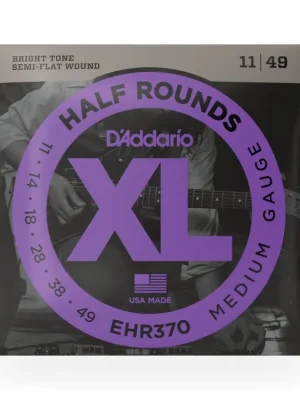 BRIGHT TONE
SEMI-FLAT WOUND
11 | 49
HALF ROUNDS
D'Addario
XL
11 · 14 · 18 · 28 · 38 · 49
MEDIUM GAUGE
USA MADE
EHR370